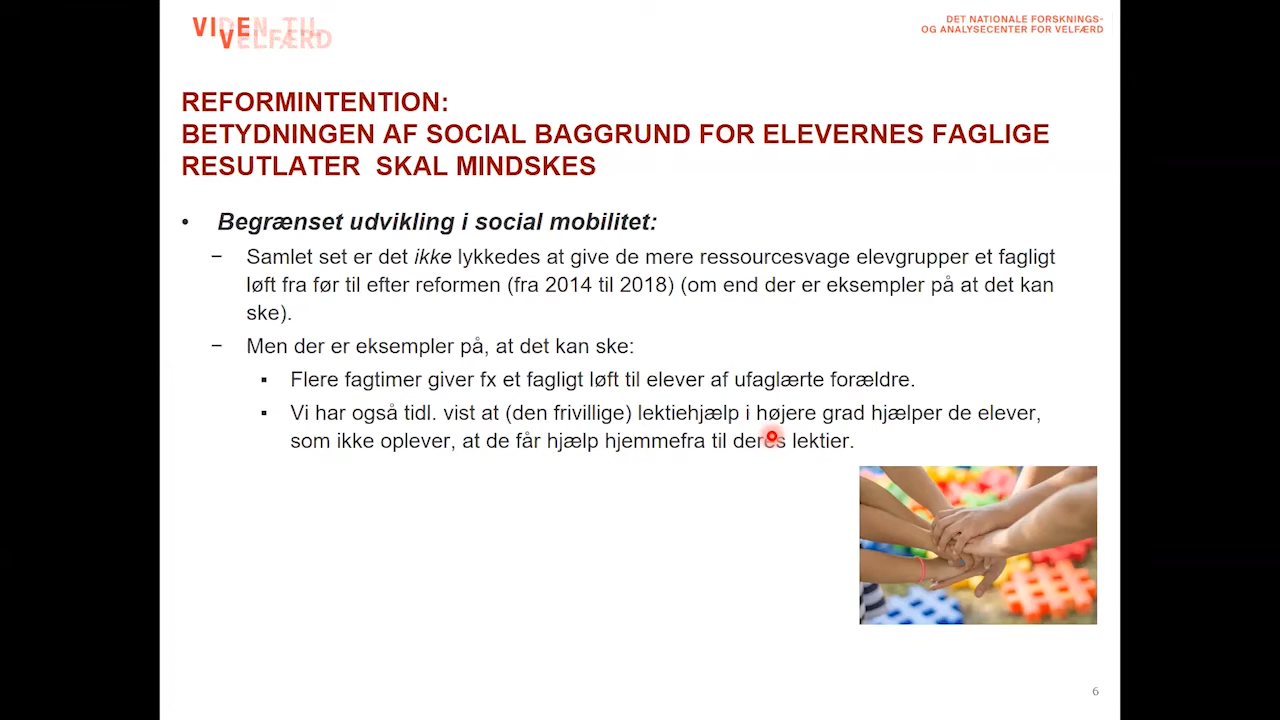 VIDEN TIL
VELFÆRD
DET NATIONALE FORSKNINGS-
OG ANALYSECENTER FOR VELFÆRD
REFORMINTENTION:
BETYDNINGEN AF SOCIAL BAGGRUND FOR ELEVERNES FAGLIGE
RESUTLATER SKAL MINDSKES
• Begrænset udvikling i social mobilitet:
− Samlet set er det ikke lykkedes at give de mere ressourcesvage elevgrupper et fagligt
løft fra før til efter reformen (fra 2014 til 2018) (om end der er eksempler på at det kan
ske).
− Men der er eksempler på, at det kan ske:
▪ Flere fagtimer giver fx et fagligt løft til elever af ufaglærte forældre.
▪ Vi har også tidl. vist at (den frivillige) lektiehjælp i højere grad hjælper de elever,
som ikke oplever, at de får hjælp hjemmefra til deres lektier.
6